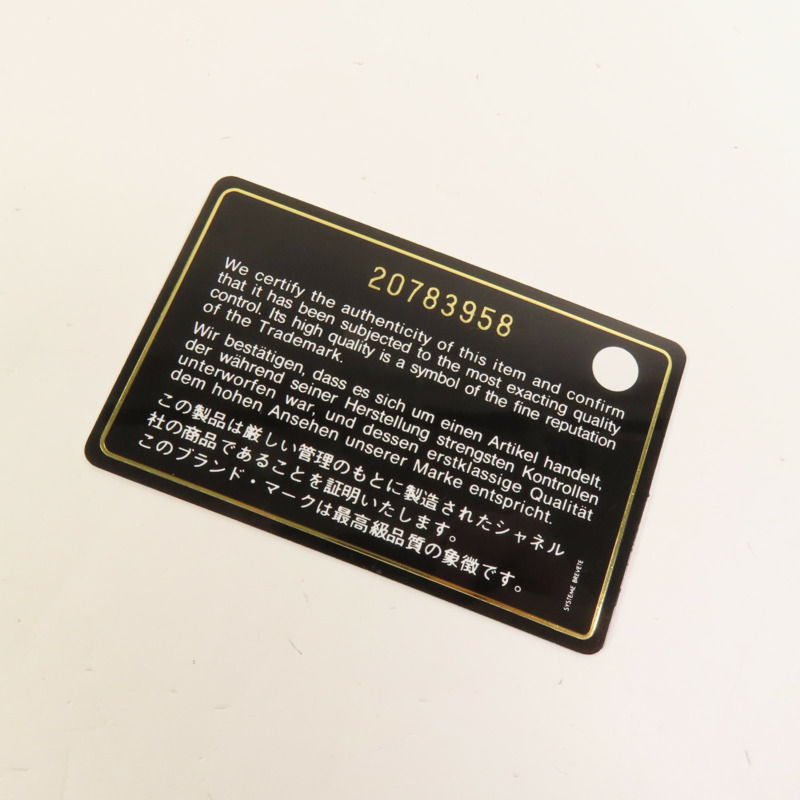 20783958
We certify the authenticity of this item and confirm
that it has been subjected to the most exacting quality
control. Its high quality is a symbol of the fine reputation
of the Trademark.
Wir bestätigen, dass es sich um einen Artikel handelt,
der während seiner Herstellung strengsten Kontrollen
unterworfen war, und dessen erstklassige Qualität
dem hohen Ansehen unserer Marke entspricht.
この製品は厳しい管理のもとに製造されたシャネル
社の商品であることを証明いたします。
このブランド・マークは最高級品質の象徴です。
SYSTEME BREVETE